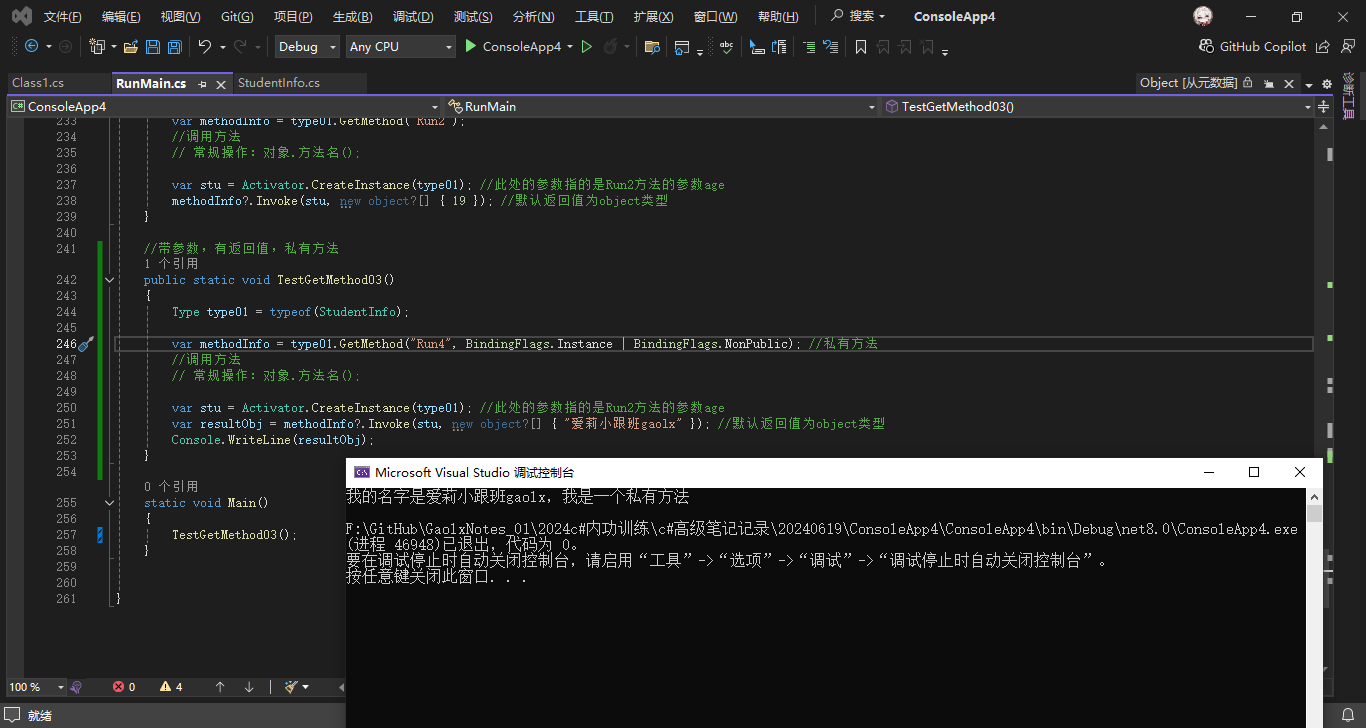 文件(F) 编辑(E) 视图(V) Git(G) 项目(P) 生成(B) 调试(D) 测试(S) 分析(N) 工具(T) 扩展(X) 窗口(W) 帮助(H) 搜索 ConsoleApp4
Debug Any CPU ConsoleApp4 GitHub Copilot
Class1.cs RunMain.cs StudentInfo.cs Object [从元数据]
诊断工具
C# ConsoleApp4 RunMain TestGetMethod03()
233 var methodInfo = type01.GetMethod("Run2");
234 //调用方法
235 // 常规操作: 对象.方法名();
236
237 var stu = Activator.CreateInstance(type01); //此处的参数指的是Run2方法的参数age
238 methodInfo?.Invoke(stu, new object?[] { 19 }); //默认返回值为object类型
239 }
240
241 //带参数，有返回值，私有方法
1 个引用
242 public static void TestGetMethod03()
243 {
244 Type type01 = typeof(StudentInfo);
245
246 var methodInfo = type01.GetMethod("Run4", BindingFlags.Instance | BindingFlags.NonPublic); //私有方法
247 //调用方法
248 // 常规操作: 对象.方法名();
249
250 var stu = Activator.CreateInstance(type01); //此处的参数指的是Run2方法的参数age
251 var resultObj = methodInfo?.Invoke(stu, new object?[] { "爱莉小跟班gaolx" }); //默认返回值为object类型
252 Console.WriteLine(resultObj);
253 }
254
0 个引用
255 static void Main()
256 {
257 TestGetMethod03();
258 }
259
260
261 }
Microsoft Visual Studio 调试控制台
我的名字是爱莉小跟班gaolx，我是一个私有方法
F:\GitHub\GaolxNotes_01\2024c#内功训练\c#高级笔记记录\20240619\ConsoleApp4\ConsoleApp4\bin\Debug\net8.0\ConsoleApp4.exe
(进程 46948)已退出，代码为 0。
要在调试停止时自动关闭控制台，请启用“工具”->“选项”->“调试”->“调试停止时自动关闭控制台”。
按任意键关闭此窗口. . .
100 % 0 4
就绪